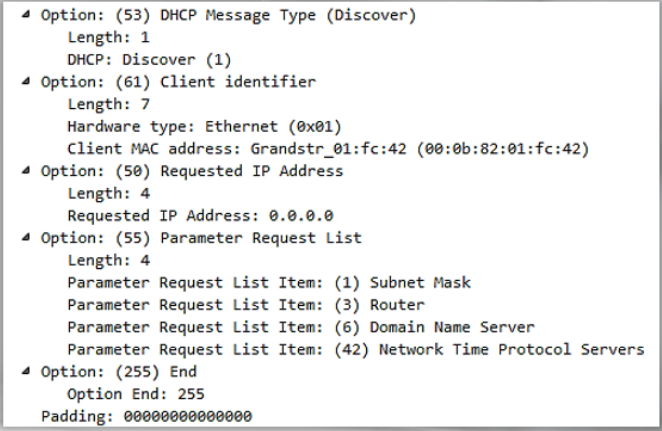 Option: (53) DHCP Message Type (Discover)
Length: 1
DHCP: Discover (1)
Option: (61) Client identifier
Length: 7
Hardware type: Ethernet (0x01)
Client MAC address: Grandstr_01:fc:42 (00:0b:82:01:fc:42)
Option: (50) Requested IP Address
Length: 4
Requested IP Address: 0.0.0.0
Option: (55) Parameter Request List
Length: 4
Parameter Request List Item: (1) Subnet Mask
Parameter Request List Item: (3) Router
Parameter Request List Item: (6) Domain Name Server
Parameter Request List Item: (42) Network Time Protocol Servers
Option: (255) End
Option End: 255
Padding: 00000000000000